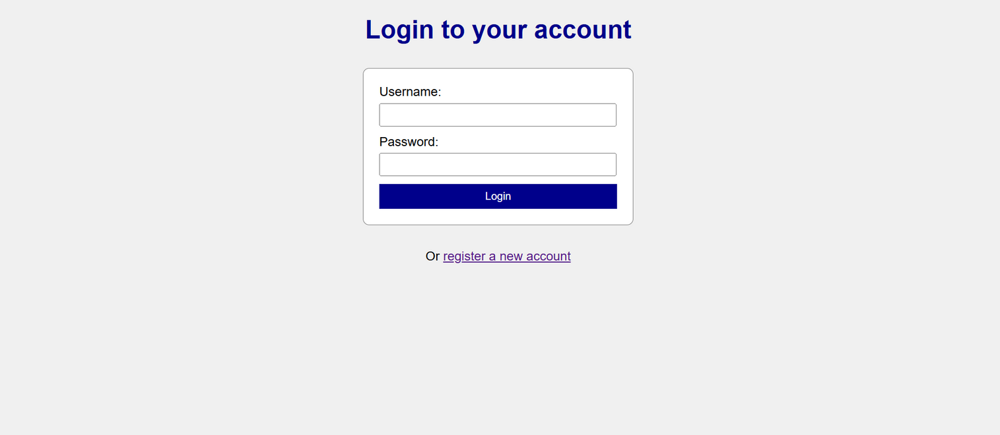 Login to your account
Username:
Password:
Login
Or register a new account